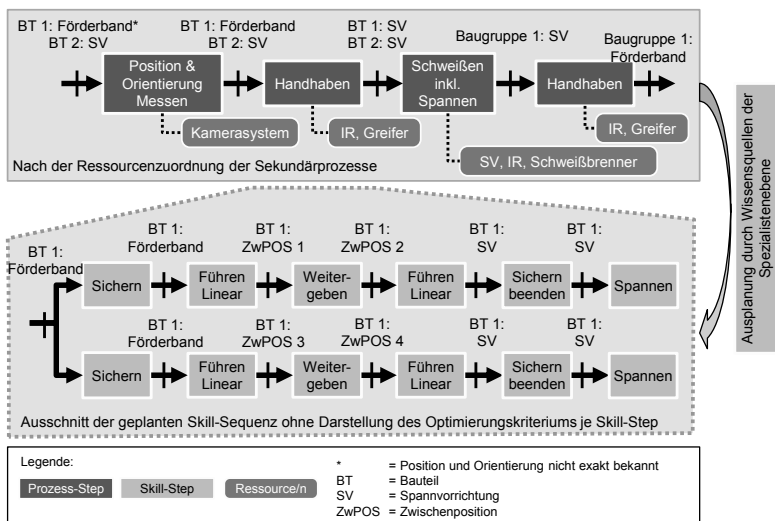 BT 1: Förderband*
BT 2: SV
BT 1: Förderband
BT 2: SV
BT 1: SV
BT 2: SV
Baugruppe 1: SV
Baugruppe 1:
Förderband
Position &
Orientierung
Messen
Handhaben
Schweißen
inkl.
Spannen
Handhaben
Kamerasystem
IR, Greifer
SV, IR, Schweißbrenner
IR, Greifer
Nach der Ressourcenzuordnung der Sekundärprozesse
Ausplanung durch Wissensquellen der
Spezialistenebene
BT 1:
Förderband
BT 1:
Förderband
BT 1:
ZwPOS 1
BT 1:
ZwPOS 2
BT 1:
SV
BT 1:
SV
Sichern
Führen
Linear
Weiter-
geben
Führen
Linear
Sichern
beenden
Spannen
BT 1:
Förderband
BT 1:
ZwPOS 3
BT 1:
ZwPOS 4
BT 1:
SV
BT 1:
SV
Sichern
Führen
Linear
Weiter-
geben
Führen
Linear
Sichern
beenden
Spannen
Ausschnitt der geplanten Skill-Sequenz ohne Darstellung des Optimierungskriteriums je Skill-Step
Legende:
Prozess-Step
Skill-Step
Ressource/n
* = Position und Orientierung nicht exakt bekannt
BT = Bauteil
SV = Spannvorrichtung
ZwPOS = Zwischenposition